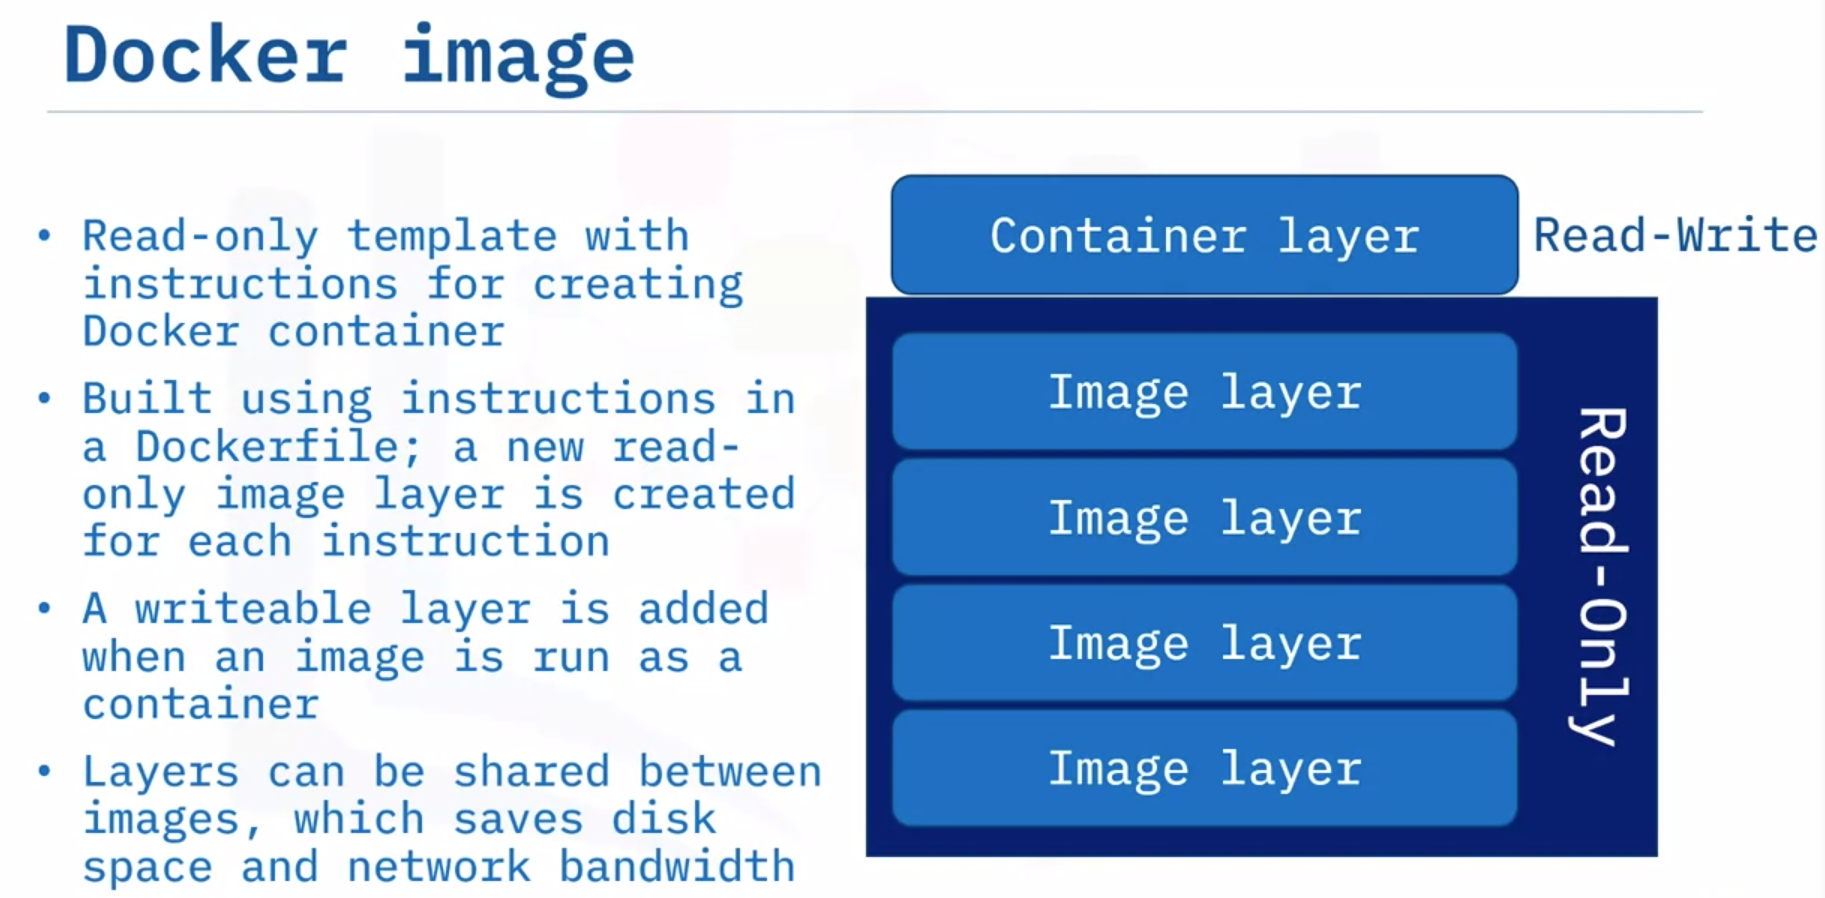 Docker image
• Read-only template with
instructions for creating
Docker container
• Built using instructions in
a Dockerfile; a new read-
only image layer is created
for each instruction
• A writeable layer is added
when an image is run as a
container
• Layers can be shared between
images, which saves disk
space and network bandwidth
Container layer
Read-Write
Image layer
Image layer
Image layer
Image layer
Read-Only